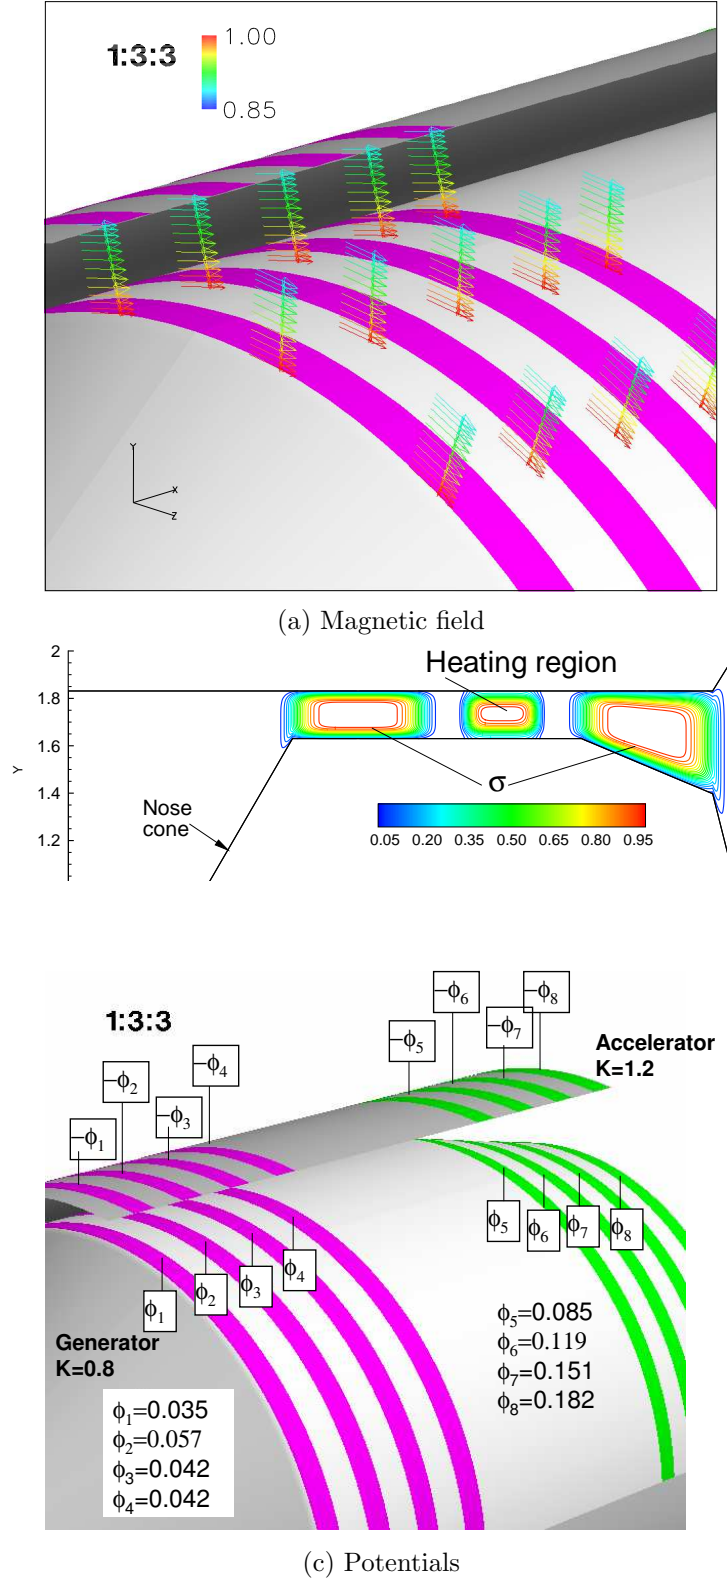 1:3:3
1.00
0.85
Y
X
Z
(a) Magnetic field
2
1.8
1.6
1.4
1.2
Y
Heating region
σ
Nose
cone
0.05 0.20 0.35 0.50 0.65 0.80 0.95
1:3:3
−ϕ1
−ϕ2
−ϕ3
−ϕ4
−ϕ5
−ϕ6
−ϕ7
−ϕ8
Accelerator
K=1.2
ϕ1
ϕ2
ϕ3
ϕ4
ϕ5
ϕ6
ϕ7
ϕ8
Generator
K=0.8
ϕ1=0.035
ϕ2=0.057
ϕ3=0.042
ϕ4=0.042
ϕ5=0.085
ϕ6=0.119
ϕ7=0.151
ϕ8=0.182
(c) Potentials